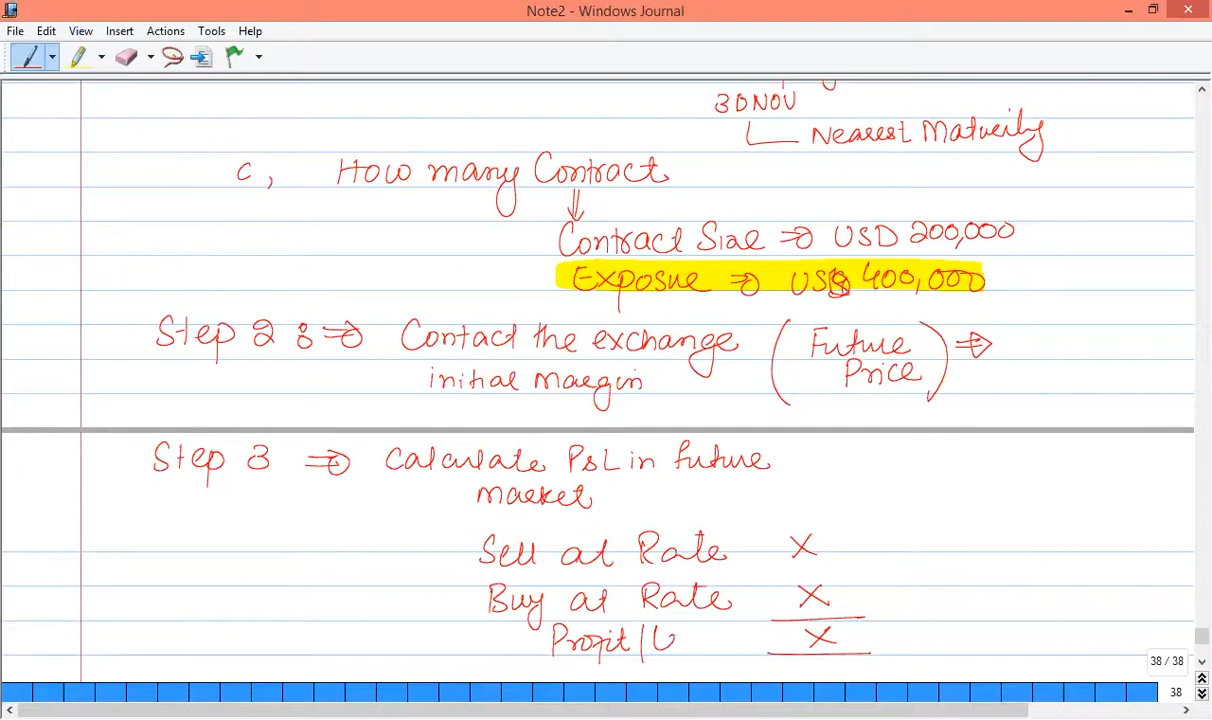 Note2 - Windows Journal
File Edit View Insert Actions Tools Help
30NOV
Nearest Maturity
c, How many Contract
Contract Size ⇒ USD 200,000
Exposue ⇒ US$ 400,000
Step 2 :⇒ Contact the exchange (Future Price) ⇒
initial margin
Step 3 ⇒ Calculate P&L in future
market
Sell at Rate X
Buy at Rate X
Profit/L X
38 / 38
38